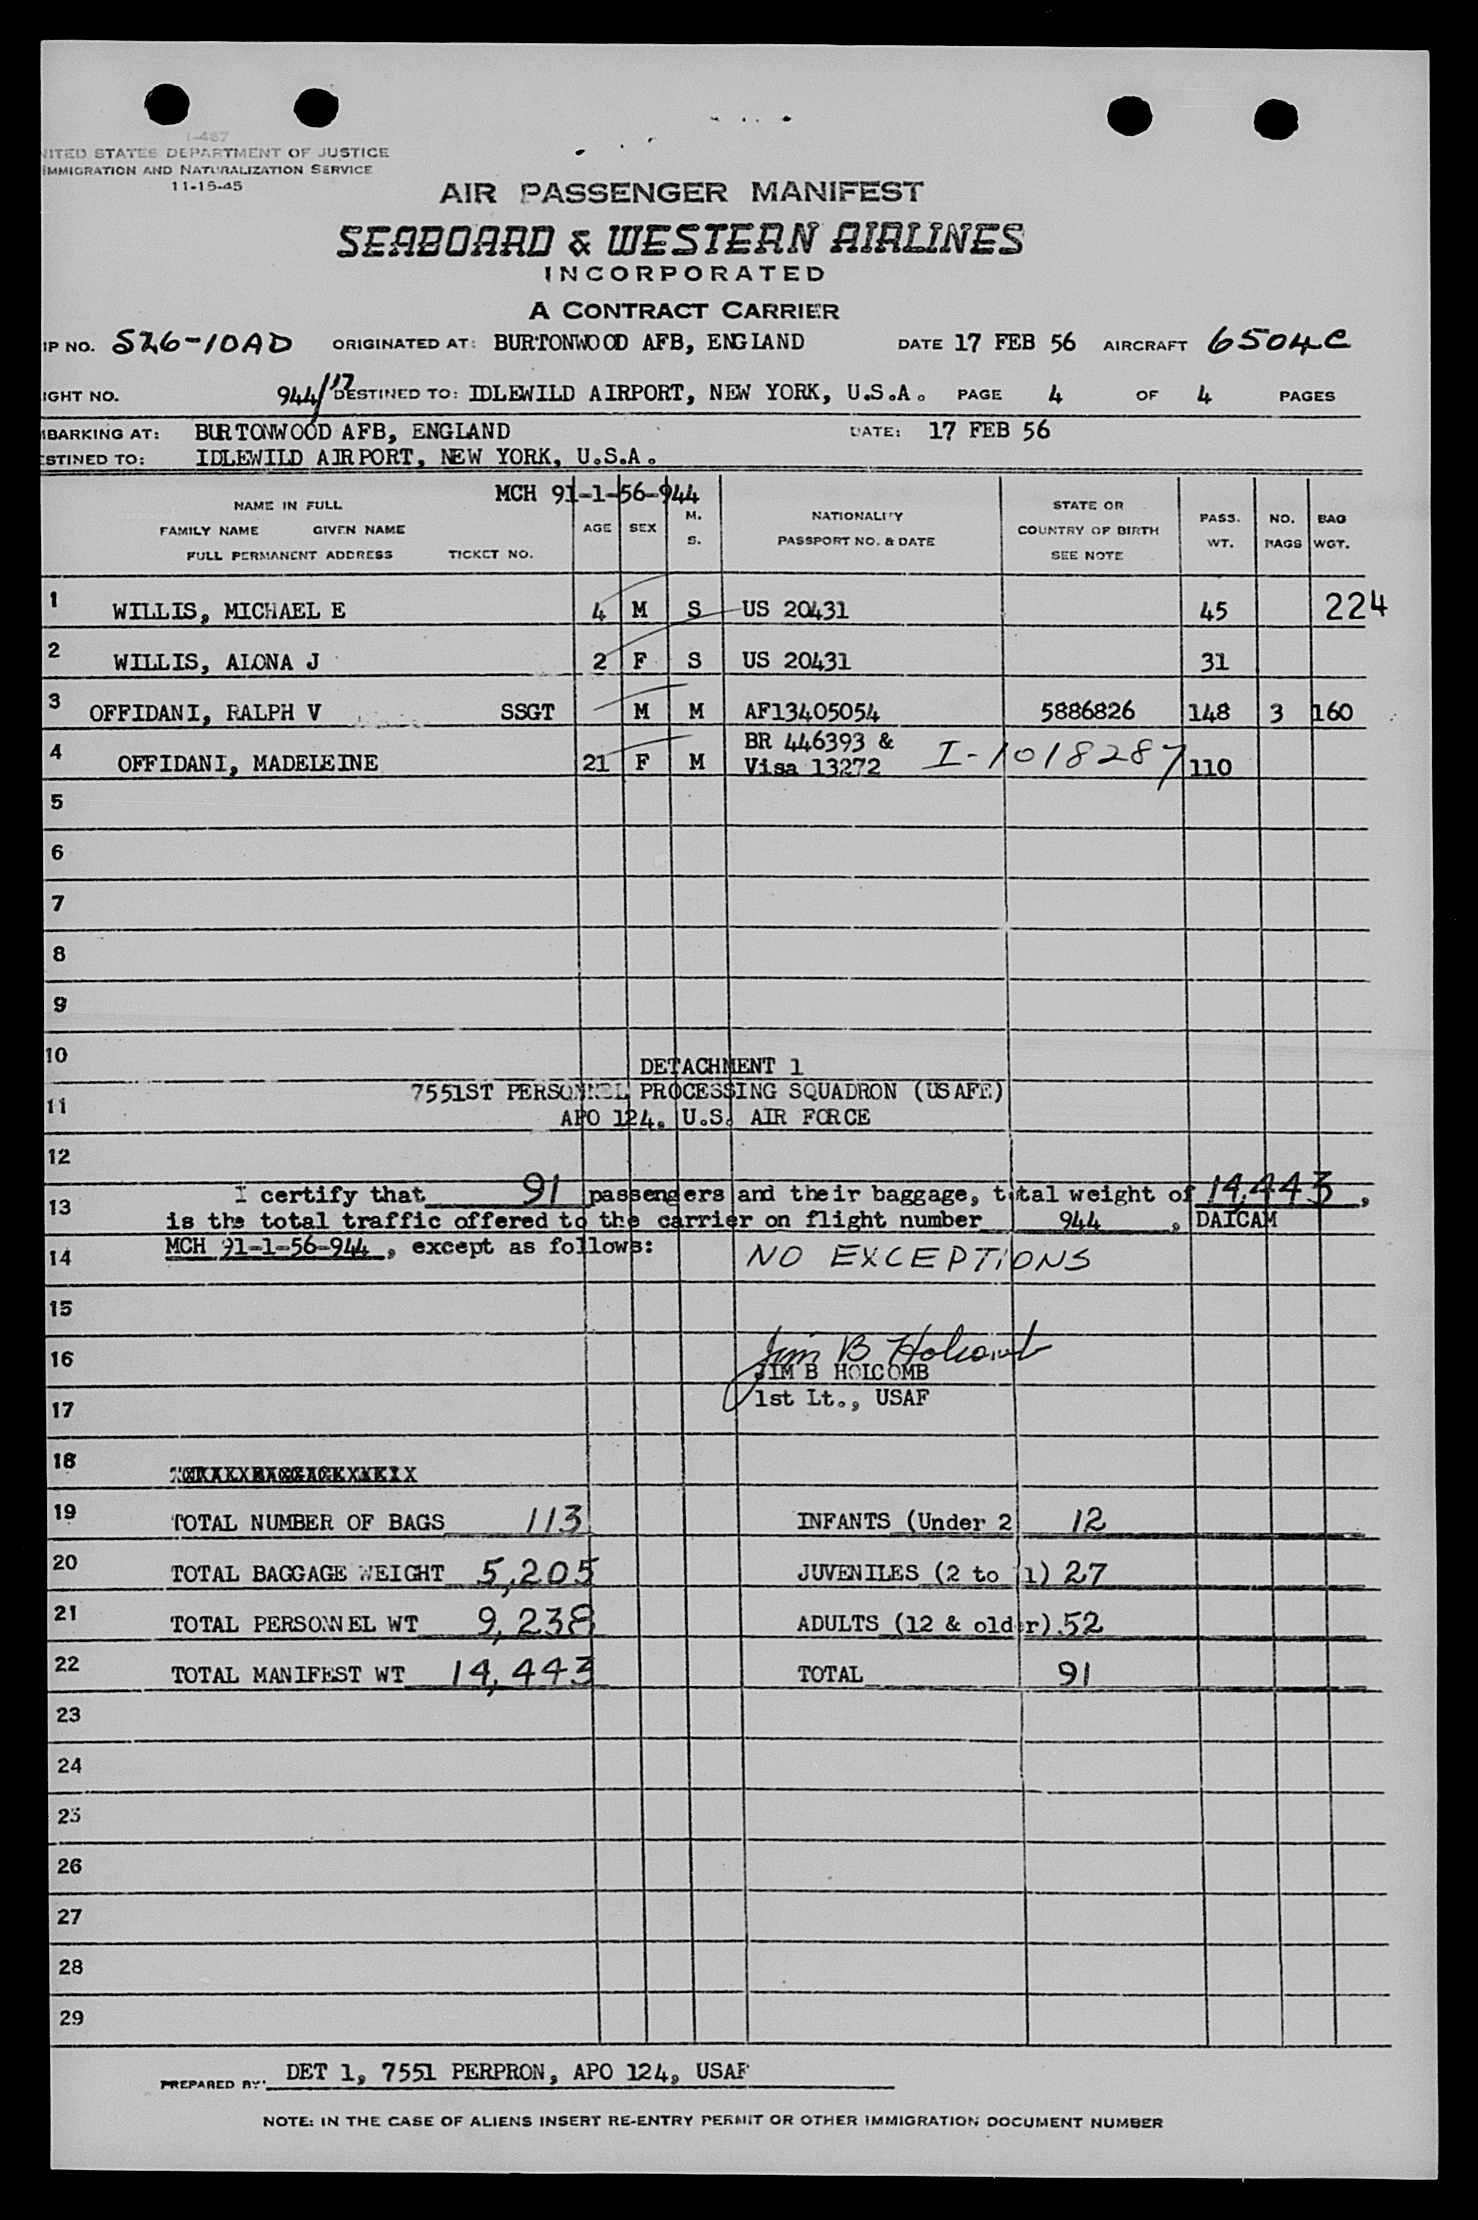 I-467
NITED STATES DEPARTMENT OF JUSTICE
IMMIGRATION AND NATURALIZATION SERVICE
11-15-45
AIR PASSENGER MANIFEST
SEABOARD & WESTERN AIRLINES
INCORPORATED
A CONTRACT CARRIER
IP NO. S26-10AD ORIGINATED AT: BURTONWOOD AFB, ENGLAND DATE 17 FEB 56 AIRCRAFT 6504C
IGHT NO. 944/17 DESTINED TO: IDLEWILD AIRPORT, NEW YORK, U.S.A. PAGE 4 OF 4 PAGES
BARKING AT: BURTONWOOD AFB, ENGLAND DATE: 17 FEB 56
STINED TO: IDLEWILD AIRPORT, NEW YORK, U.S.A.
MCH 91-1-56-944
NAME IN FULL
FAMILY NAME GIVEN NAME
FULL PERMANENT ADDRESS TICKET NO.
AGE SEX M. S.
NATIONALITY
PASSPORT NO. & DATE
STATE OR
COUNTRY OF BIRTH
SEE NOTE
PASS. WT.
NO. BAGS
BAG WGT.
1 WILLIS, MICHAEL E 4 M S US 20431 45 224
2 WILLIS, ALONA J 2 F S US 20431 31
3 OFFIDANI, RALPH V SSGT M M AF13405054 5886826 148 3 160
4 OFFIDANI, MADELEINE 21 F M BR 446393 & Visa 13272 I-1018287 110
5
6
7
8
9
10 DETACHMENT 1
7551ST PERSONNEL PROCESSING SQUADRON (USAFE)
11 APO 124, U.S. AIR FORCE
12
13 I certify that 91 passengers and their baggage, total weight of 14,443,
is the total traffic offered to the carrier on flight number 944, DAICAM
14 MCH 91-1-56-944, except as follows: NO EXCEPTIONS
15
16 Jim B Holcomb
JIM B HOLCOMB
17 1st Lt., USAF
18
19 TOTAL NUMBER OF BAGS 113 INFANTS (Under 2 12
20 TOTAL BAGGAGE WEIGHT 5,205 JUVENILES (2 to 11) 27
21 TOTAL PERSONNEL WT 9,238 ADULTS (12 & older) 52
22 TOTAL MANIFEST WT 14,443 TOTAL 91
23
24
25
26
27
28
29
PREPARED BY: DET 1, 7551 PERPRON, APO 124, USAF
NOTE: IN THE CASE OF ALIENS INSERT RE-ENTRY PERMIT OR OTHER IMMIGRATION DOCUMENT NUMBER